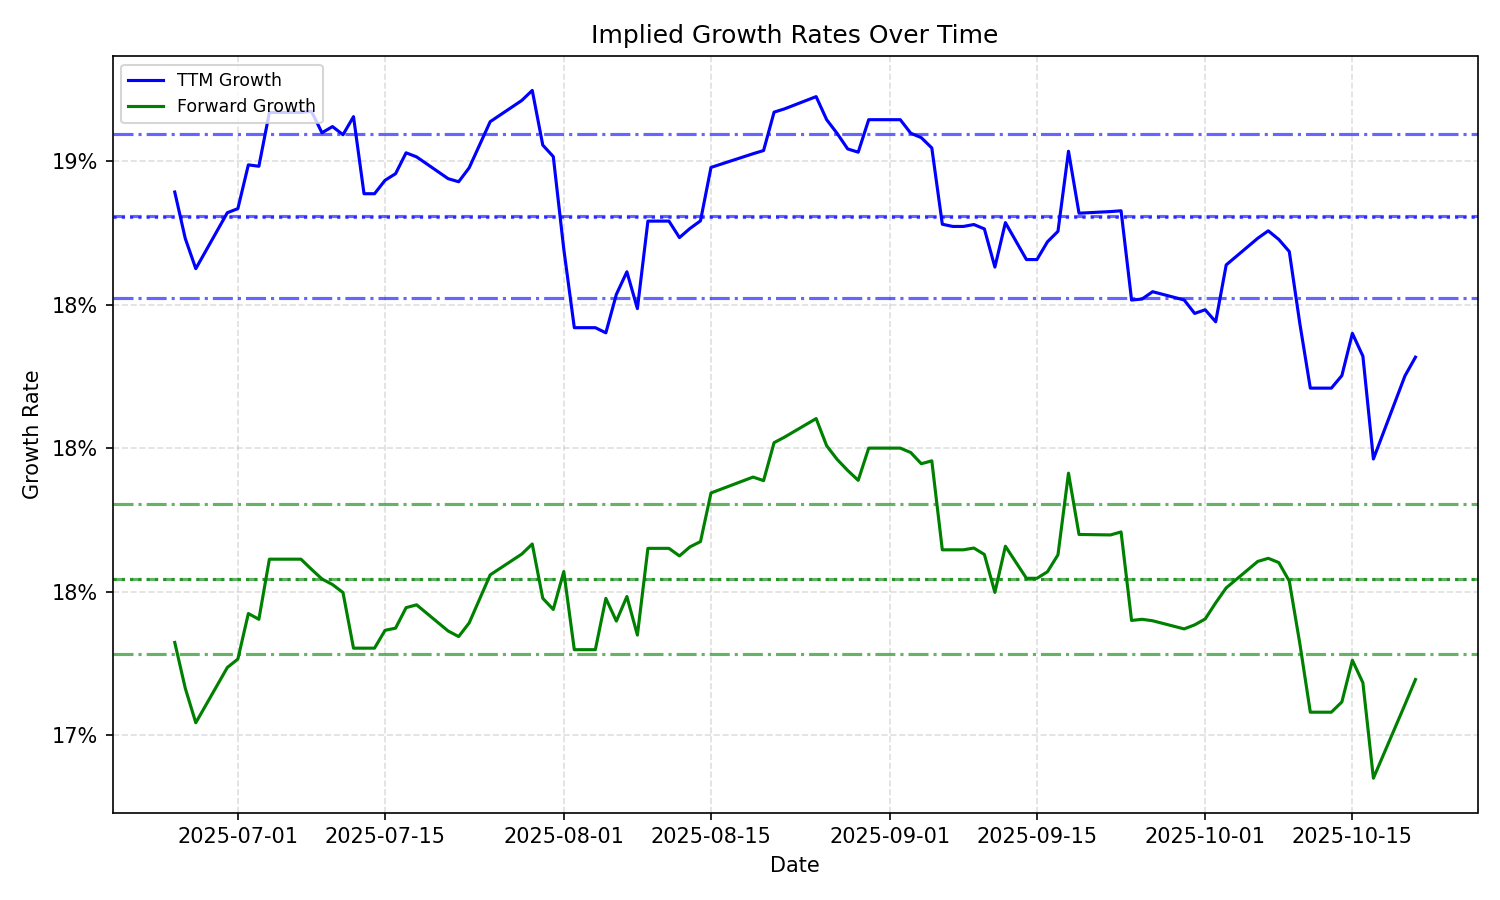 Implied Growth Rates Over Time
TTM Growth
Forward Growth
19%
18%
18%
18%
17%
Growth Rate
2025-07-01
2025-07-15
2025-08-01
2025-08-15
2025-09-01
2025-09-15
2025-10-01
2025-10-15
Date